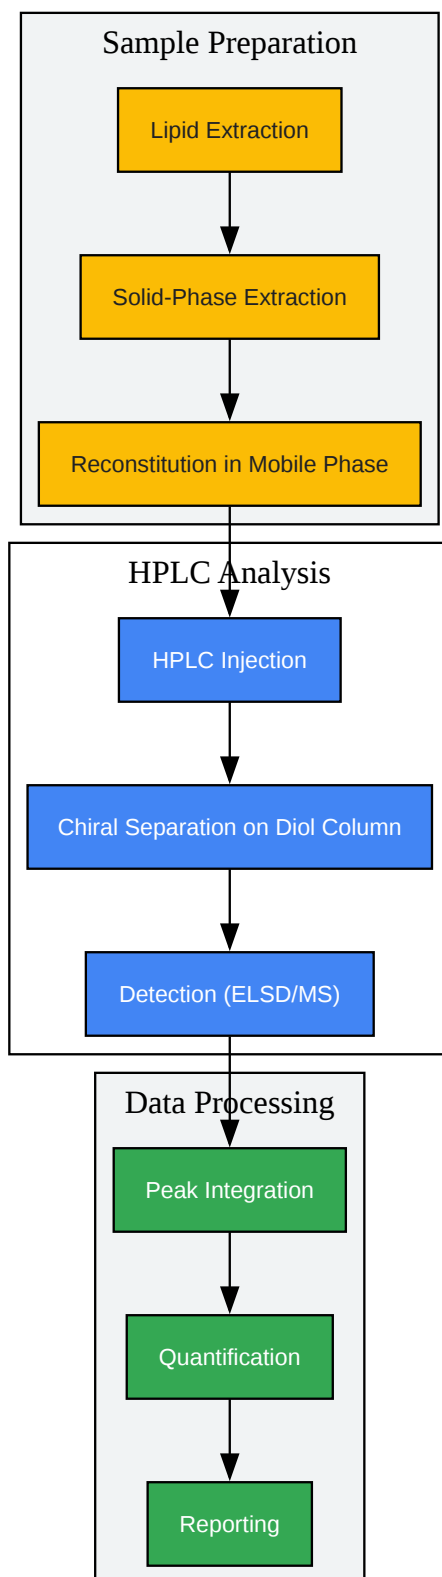 Sample Preparation
Lipid Extraction
Solid-Phase Extraction
Reconstitution in Mobile Phase
HPLC Analysis
HPLC Injection
Chiral Separation on Diol Column
Detection (ELSD/MS)
Data Processing
Peak Integration
Quantification
Reporting